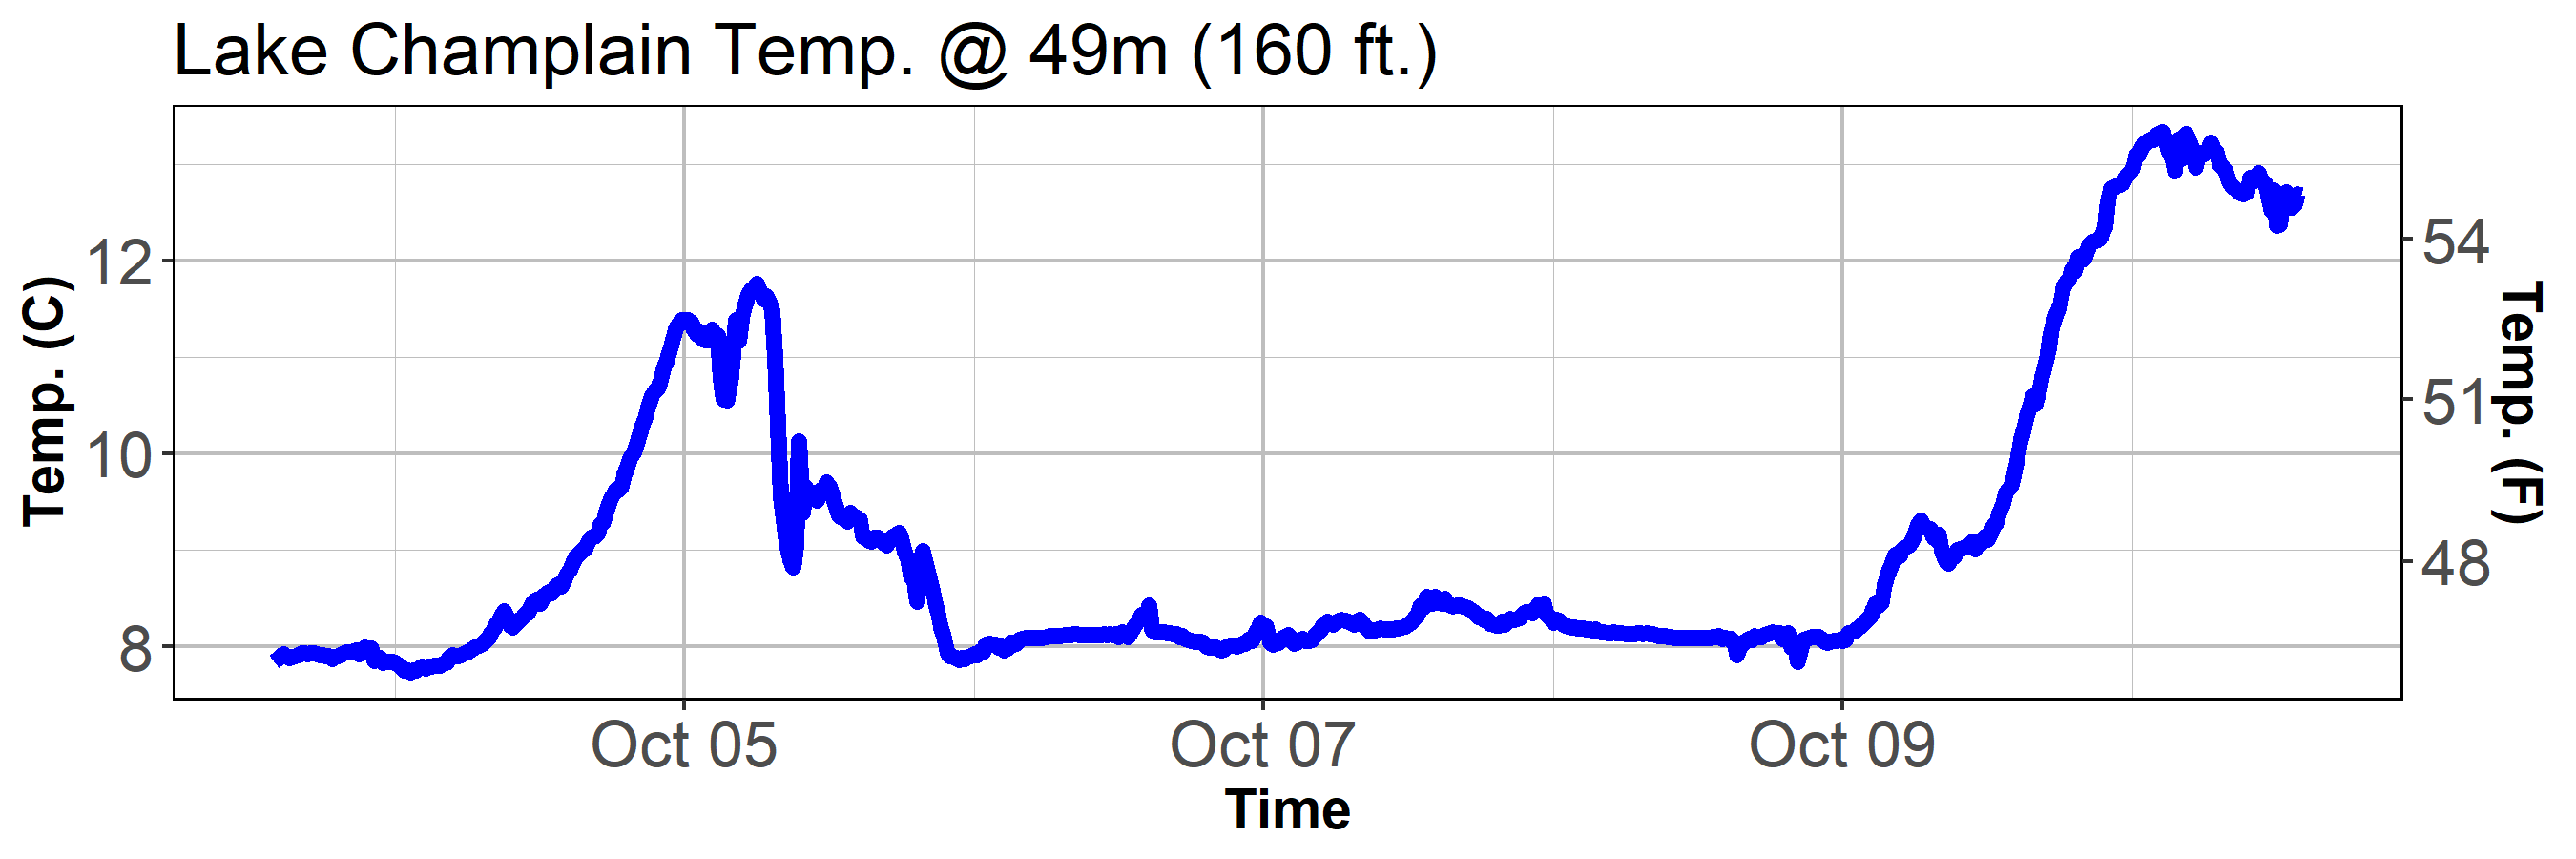 Lake Champlain Temp. @ 49m (160 ft.)
Temp. (C)
12
10
8
54
51
48
Temp. (F)
Oct 05
Oct 07
Oct 09
Time